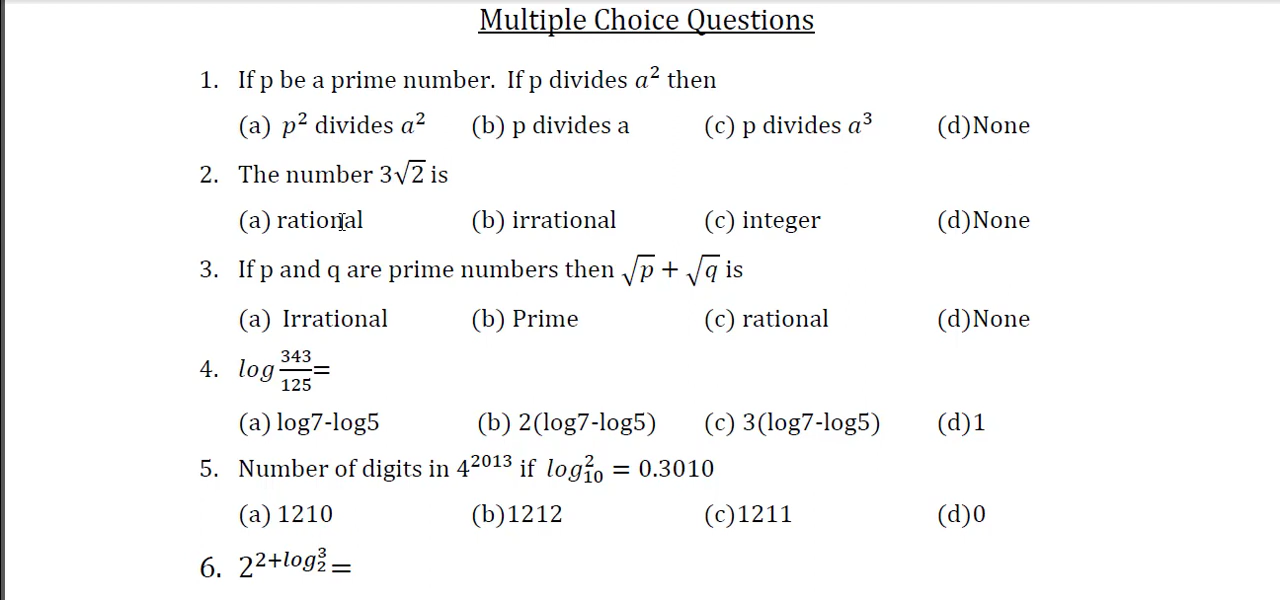 Multiple Choice Questions
1. If p be a prime number. If p divides a² then
(a) p² divides a² (b) p divides a (c) p divides a³ (d)None
2. The number 3√2 is
(a) rational (b) irrational (c) integer (d)None
3. If p and q are prime numbers then √p + √q is
(a) Irrational (b) Prime (c) rational (d)None
4. log 343/125=
(a) log7-log5 (b) 2(log7-log5) (c) 3(log7-log5) (d)1
5. Number of digits in 4²⁰¹³ if log₁₀² = 0.3010
(a) 1210 (b)1212 (c)1211 (d)0
6. 2^(2+log₂³) =